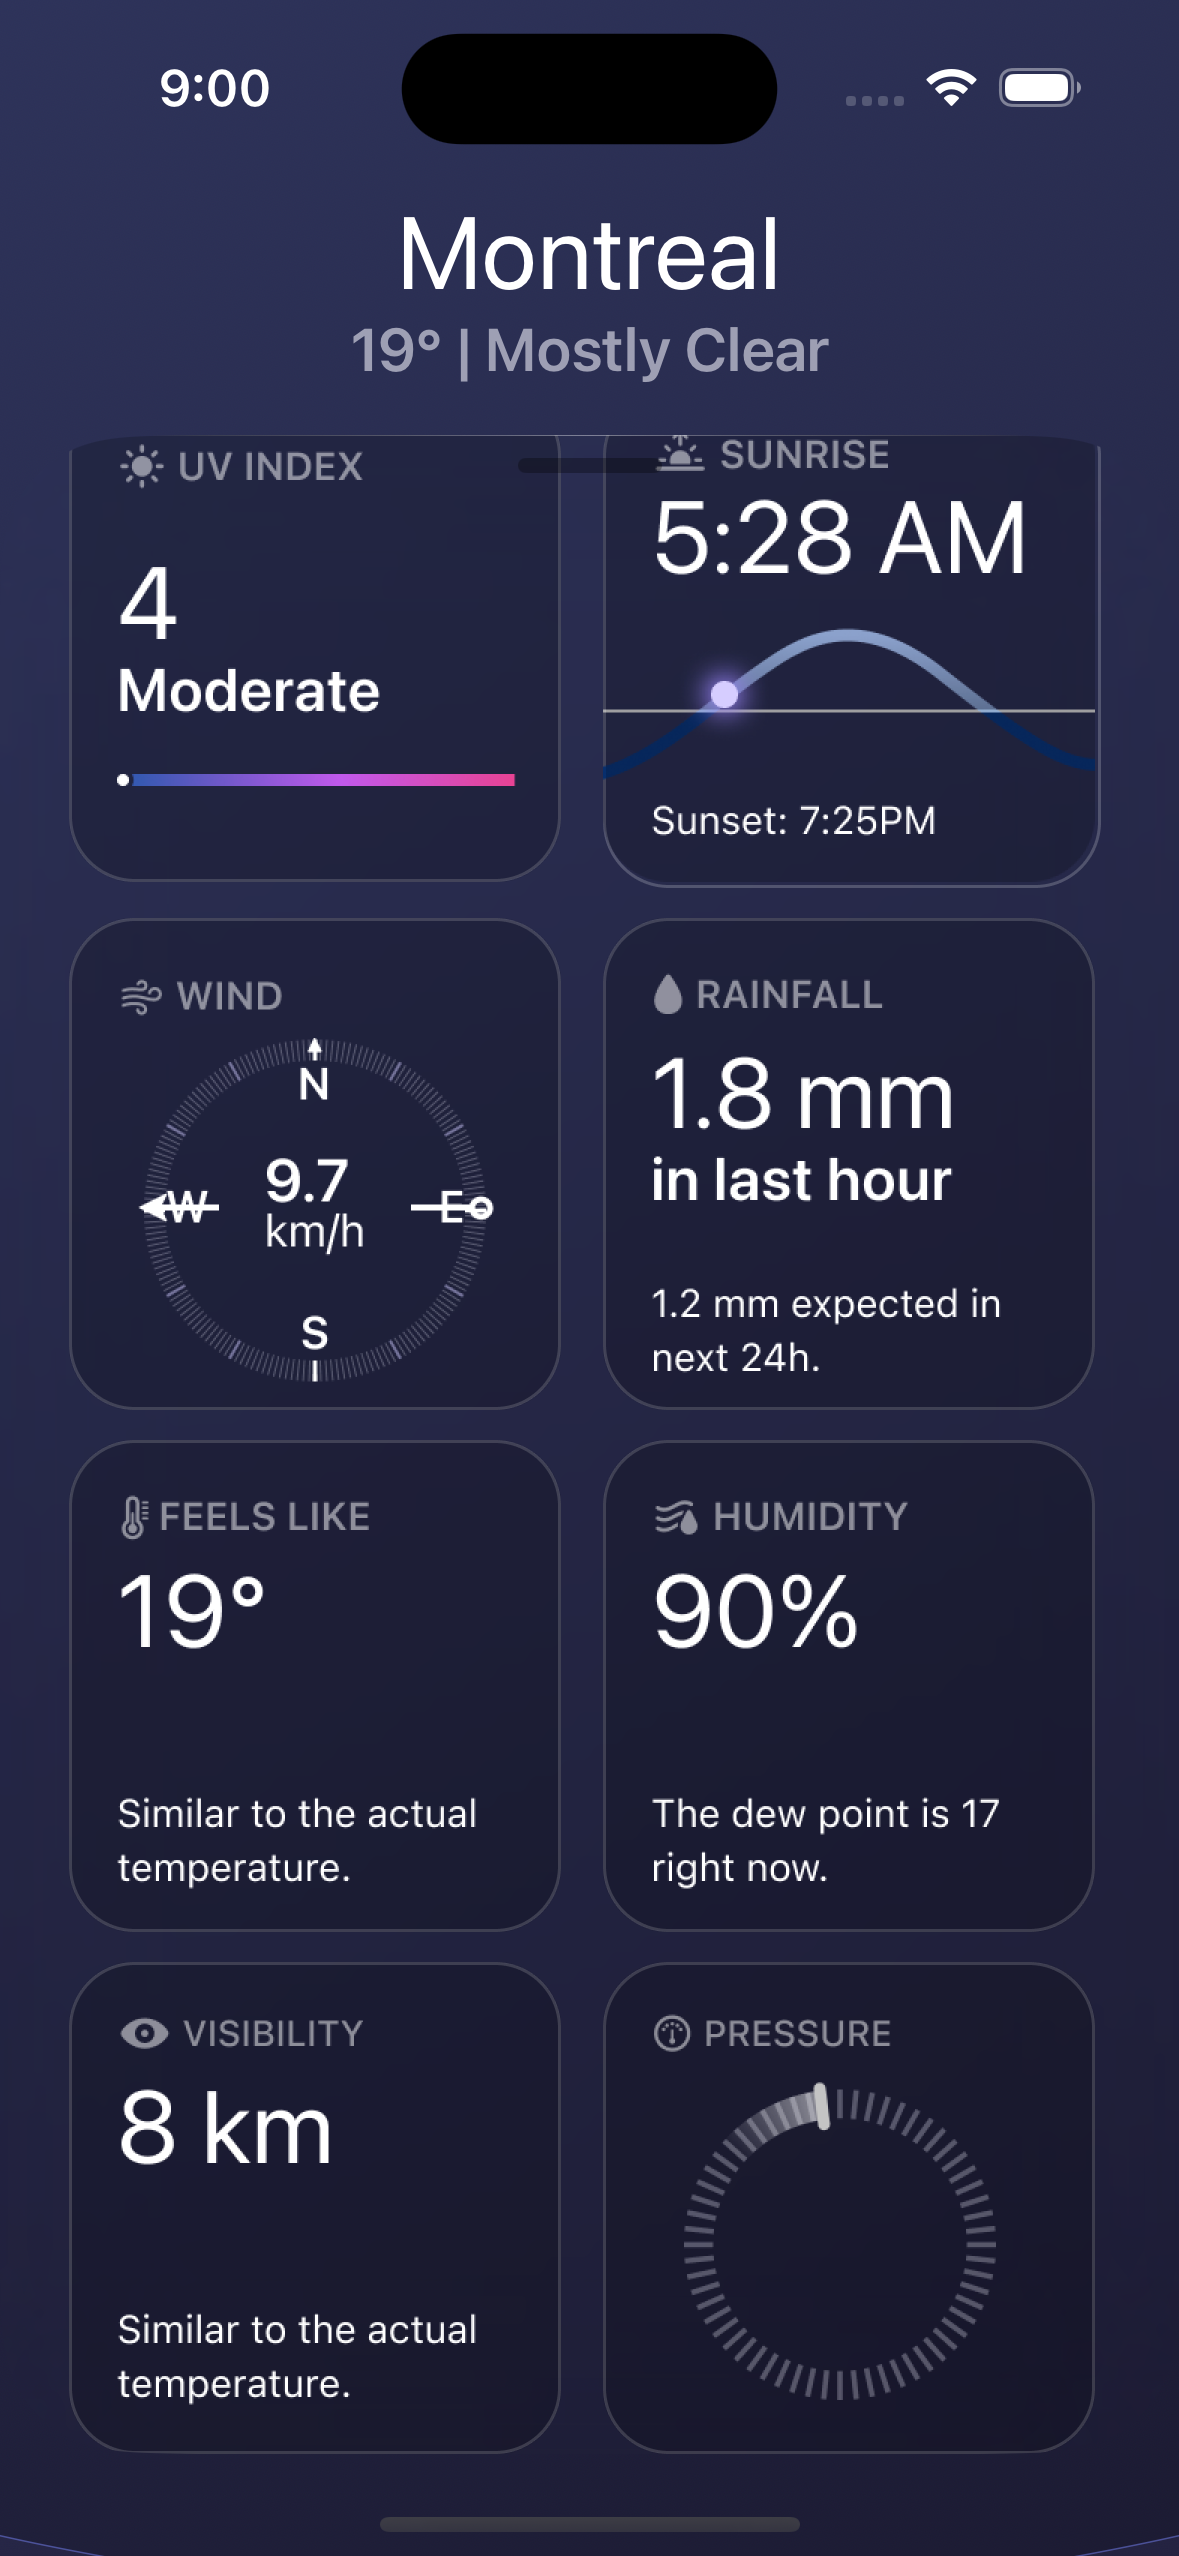 9:00
Montreal
19° | Mostly Clear
UV INDEX
4
Moderate
SUNRISE
5:28 AM
Sunset: 7:25PM
WIND
N
W
9.7
km/h
E
S
RAINFALL
1.8 mm
in last hour
1.2 mm expected in
next 24h.
FEELS LIKE
19°
Similar to the actual
temperature.
HUMIDITY
90%
The dew point is 17
right now.
VISIBILITY
8 km
Similar to the actual
temperature.
PRESSURE